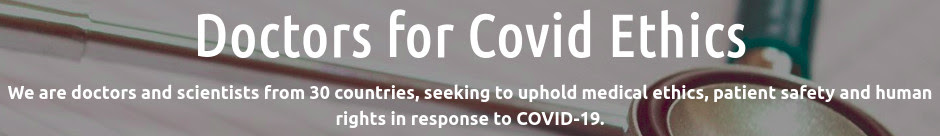 Doctors for Covid Ethics
We are doctors and scientists from 30 countries, seeking to uphold medical ethics, patient safety and human
rights in response to COVID-19.